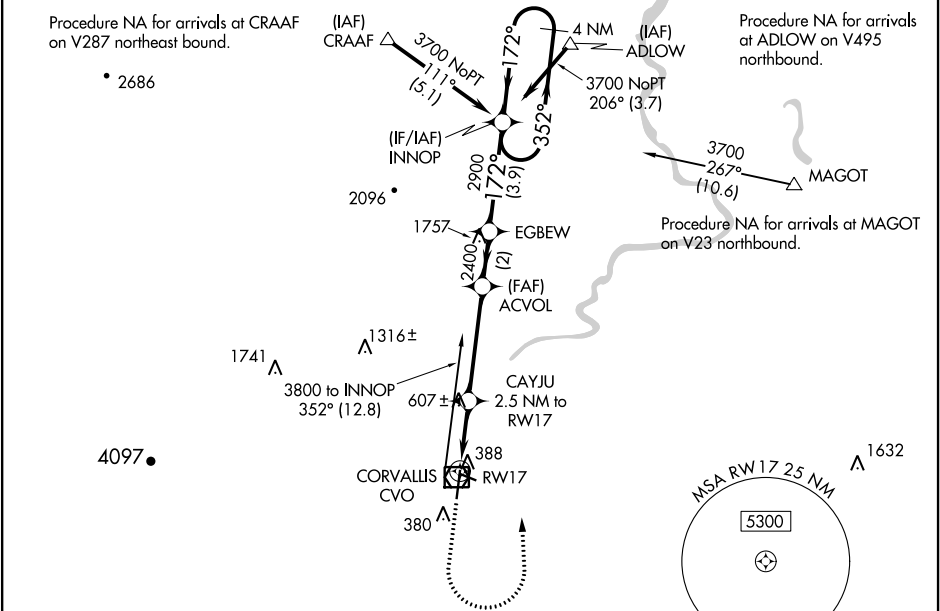 Procedure NA for arrivals at CRAAF
on V287 northeast bound.
2686
(IAF)
CRAAF
3700 NoPT
111°
(5.1)
172°
4 NM
(IAF)
ADLOW
3700 NoPT
206° (3.7)
Procedure NA for arrivals
at ADLOW on V495
northbound.
(IF/IAF)
INNOP
352°
2900
172°
(3.9)
3700
267°
(10.6)
MAGOT
Procedure NA for arrivals at MAGOT
on V23 northbound.
2096
1757
EGBEW
2400
(2)
(FAF)
ACVOL
1316±
1741
3800 to INNOP
352° (12.8)
607±
CAYJU
2.5 NM to
RW17
4097
388
CORVALLIS
CVO
RW17
380
1632
MSA RW17 25 NM
5300